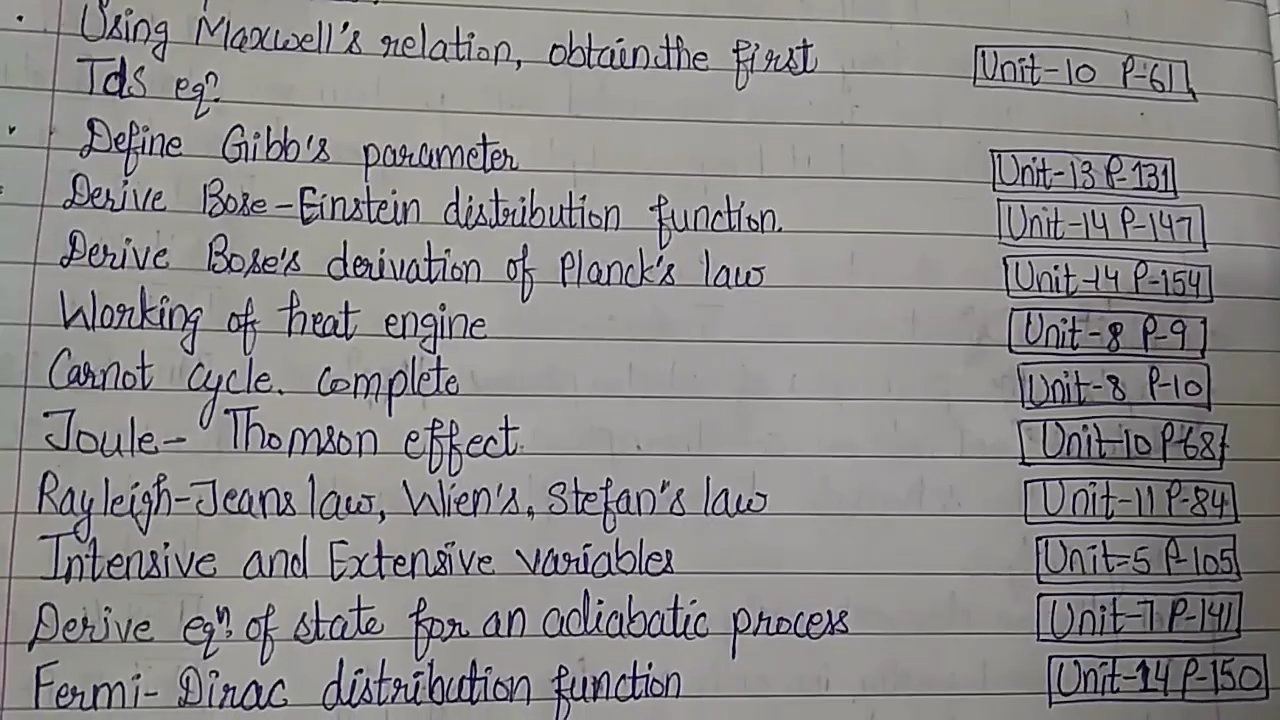 Using Maxwell's relation, obtain the first Unit-10 P-61
Tds eqn.
Define Gibb's parameter Unit-13 P-131
Derive Bose-Einstein distribution function. Unit-14 P-147
Derive Bose's derivation of Planck's law Unit-14 P-154
Working of heat engine Unit-8 P-9
Carnot cycle. complete Unit-8 P-10
Joule- Thomson effect. Unit-10 P-68
Rayleigh-Jeans law, Wien's, Stefan's law Unit-11 P-84
Intensive and Extensive variables Unit-5 P-105
Derive eqn. of state for an adiabatic process Unit-7 P-141
Fermi-Dirac distribution function Unit-14 P-150